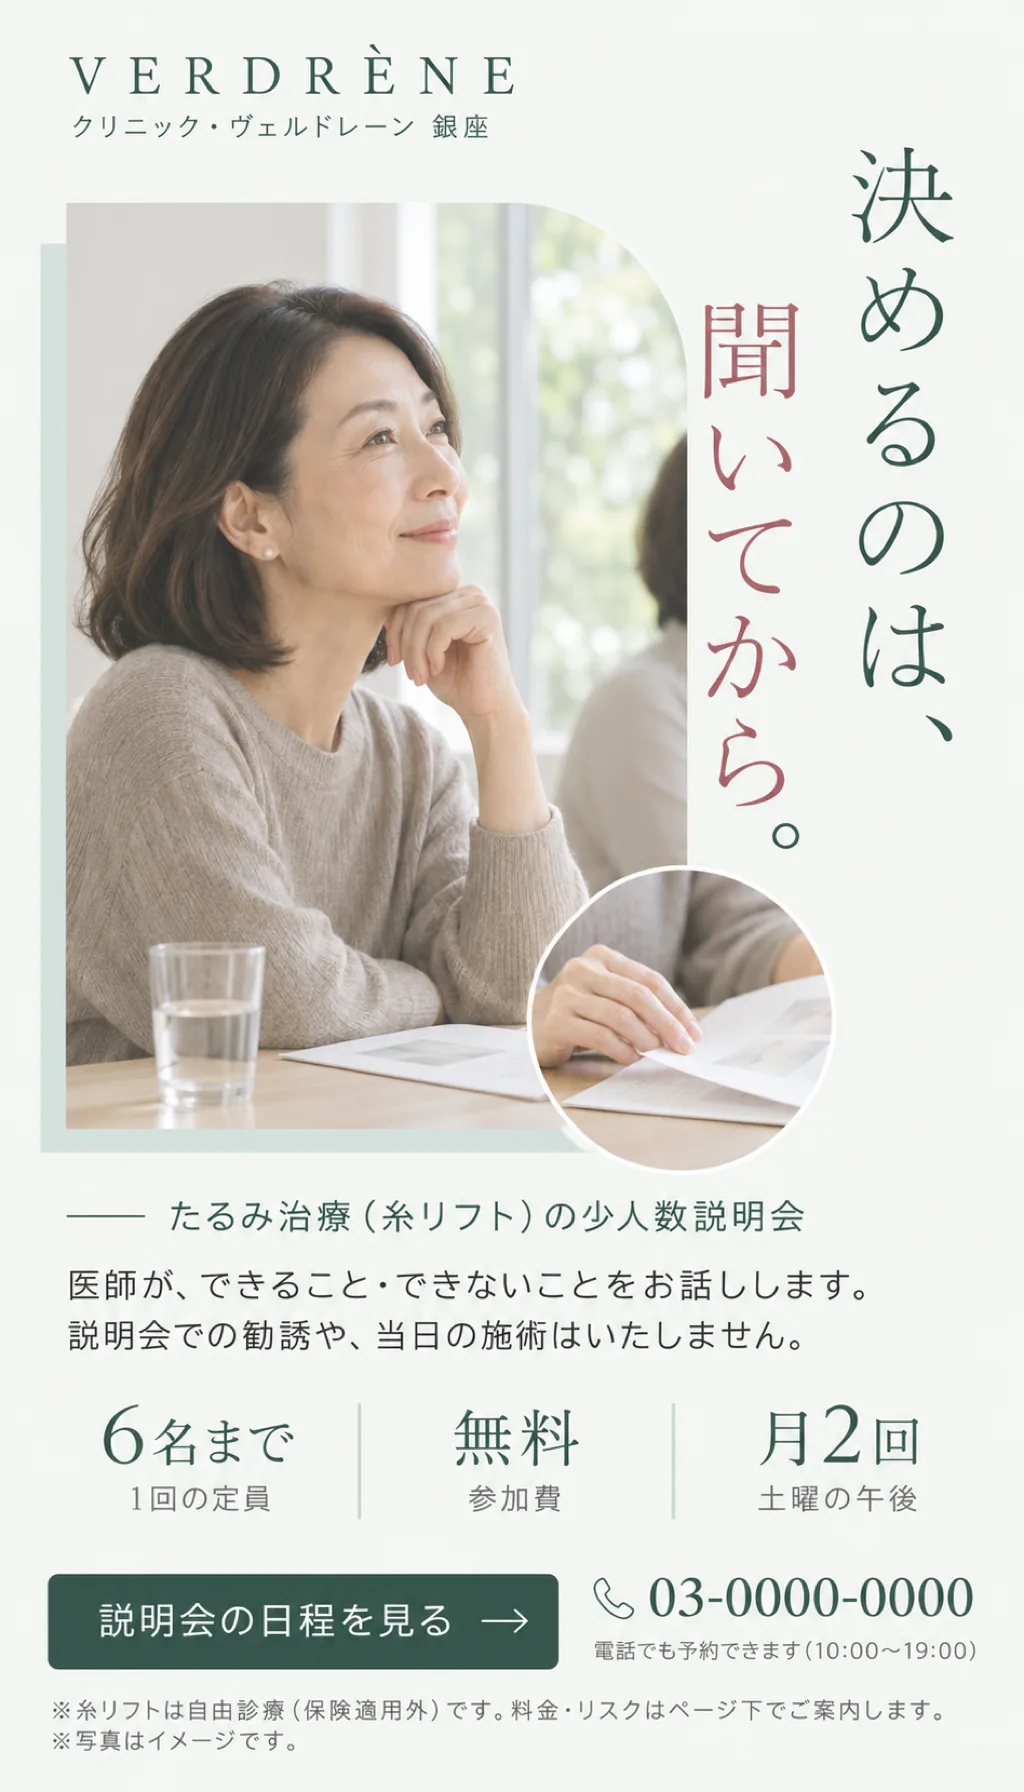 VERDRÈNE
クリニック・ヴェルドレーン 銀座
決めるのは、
聞いてから。
たるみ治療(糸リフト)の少人数説明会
医師が、できること・できないことをお話しします。
説明会での勧誘や、当日の施術はいたしません。
6名まで
1回の定員
無料
参加費
月2回
土曜の午後
説明会の日程を見る →
03-0000-0000
電話でも予約できます(10:00〜19:00)
※糸リフトは自由診療(保険適用外)です。料金・リスクはページ下でご案内します。
※写真はイメージです。